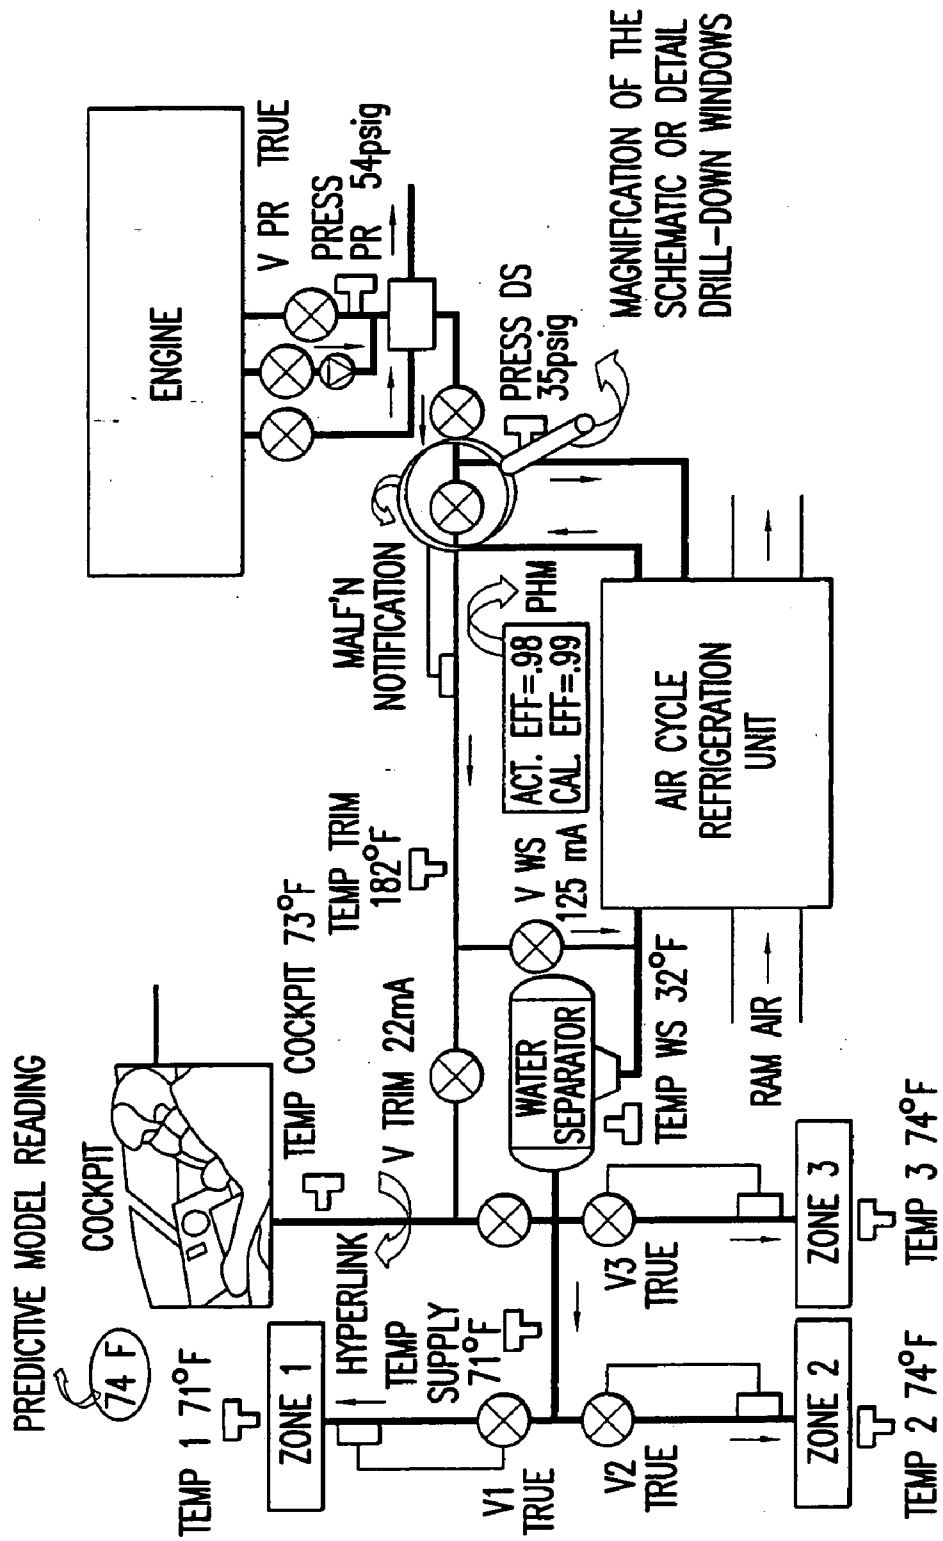 PREDICTIVE MODEL READING
74 F
COCKPIT
TEMP 1 71°F
ZONE 1
TEMP COCKPIT 73°F
HYPERLINK
V TRIM 22mA
TEMP TRIM
182°F
MALF'N
NOTIFICATION
ENGINE
V PR TRUE
PRESS
PR 54psig
TEMP
SUPPLY
71°F
V1
TRUE
V2
TRUE
V3
TRUE
WATER
SEPARATOR
V WS
125 mA
TEMP WS 32°F
ACT. EFF=.98
CAL. EFF=.99
PHM
PRESS DS
35psig
MAGNIFICATION OF THE
SCHEMATIC OR DETAIL
DRILL-DOWN WINDOWS
AIR CYCLE
REFRIGERATION
UNIT
RAM AIR
ZONE 2
TEMP 2 74°F
ZONE 3
TEMP 3 74°F